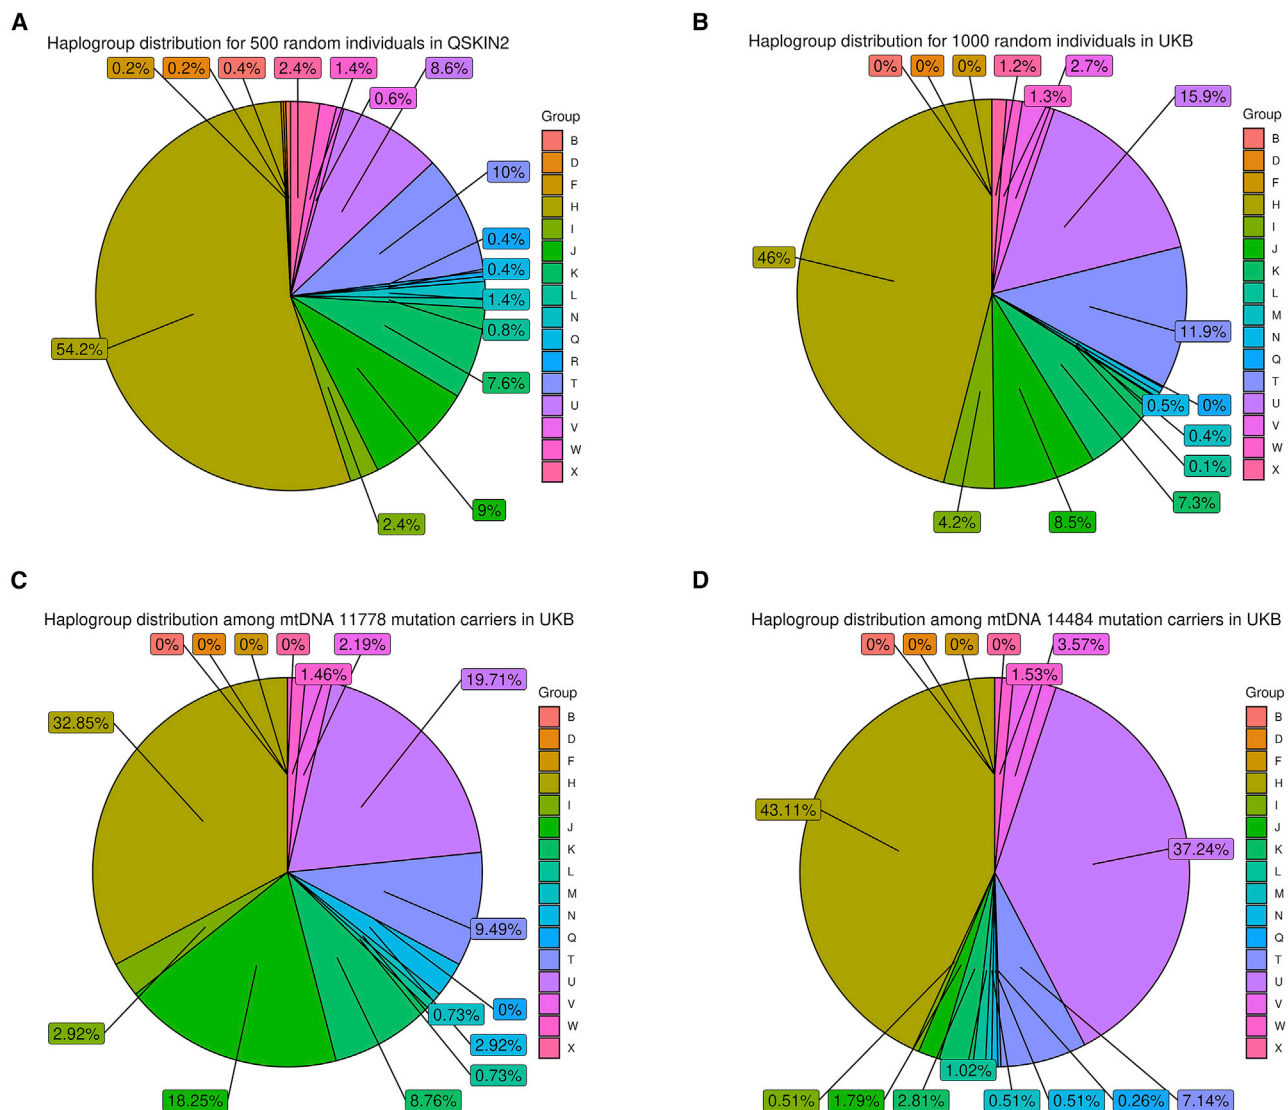 A
Haplogroup distribution for 500 random individuals in QSKIN2
0.2%
0.2%
0.4%
2.4%
1.4%
8.6%
0.6%
10%
0.4%
0.4%
1.4%
0.8%
7.6%
9%
2.4%
54.2%
Group
B
D
F
H
I
J
K
L
N
Q
R
T
U
V
W
X
B
Haplogroup distribution for 1000 random individuals in UKB
0%
0%
0%
1.2%
2.7%
1.3%
15.9%
46%
11.9%
0.5%
0%
0.4%
0.1%
7.3%
8.5%
4.2%
Group
B
D
F
H
I
J
K
L
M
N
Q
T
U
V
W
X
C
Haplogroup distribution among mtDNA 11778 mutation carriers in UKB
0%
0%
0%
0%
2.19%
1.46%
19.71%
32.85%
9.49%
0%
0.73%
2.92%
0.73%
8.76%
18.25%
2.92%
Group
B
D
F
H
I
J
K
L
M
N
Q
T
U
V
W
X
D
Haplogroup distribution among mtDNA 14484 mutation carriers in UKB
0%
0%
0%
0%
3.57%
1.53%
43.11%
37.24%
1.02%
0.51%
1.79%
2.81%
0.51%
0.51%
0.26%
7.14%
Group
B
D
F
H
I
J
K
L
M
N
Q
T
U
V
W
X